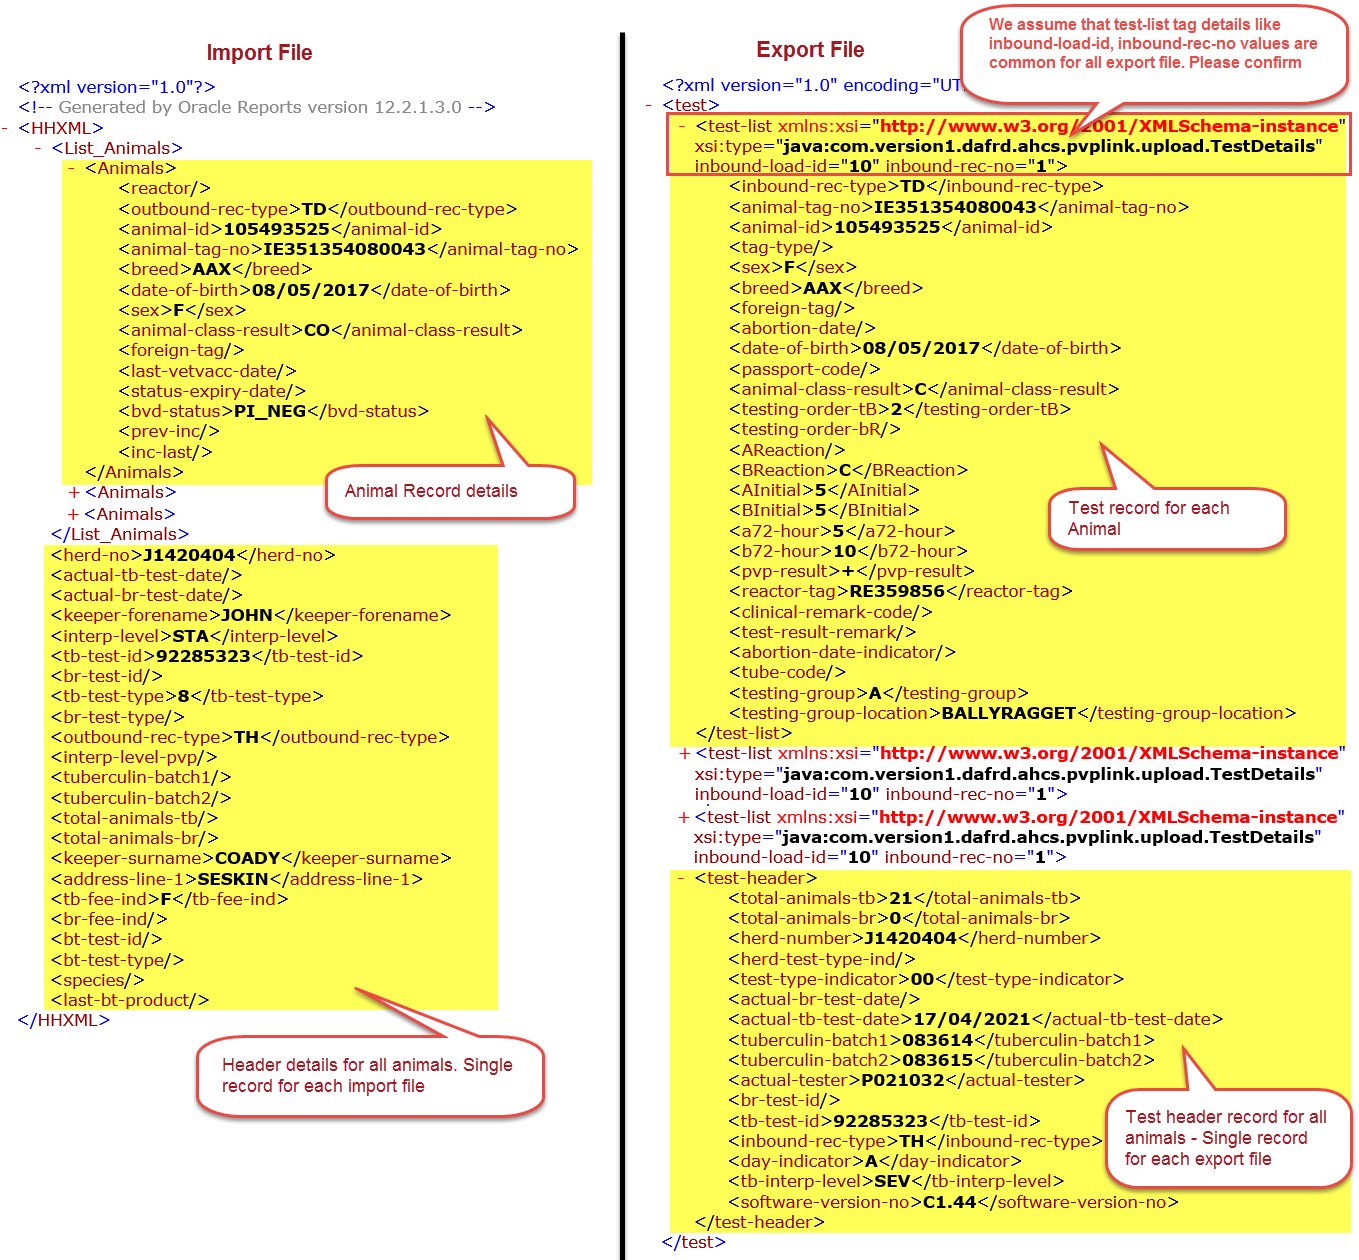 Import File
<?xml version="1.0"?>
<!-- Generated by Oracle Reports version 12.2.1.3.0 -->
- <HHXML>
- <List_Animals>
- <Animals>
<reactor/>
<outbound-rec-type>TD</outbound-rec-type>
<animal-id>105493525</animal-id>
<animal-tag-no>IE351354080043</animal-tag-no>
<breed>AAX</breed>
<date-of-birth>08/05/2017</date-of-birth>
<sex>F</sex>
<animal-class-result>CO</animal-class-result>
<foreign-tag/>
<last-vetvacc-date/>
<status-expiry-date/>
<bvd-status>PI_NEG</bvd-status>
<prev-inc/>
<inc-last/>
</Animals>
+ <Animals>
+ <Animals>
</List_Animals>
<herd-no>J1420404</herd-no>
<actual-tb-test-date/>
<actual-br-test-date/>
<keeper-forename>JOHN</keeper-forename>
<interp-level>STA</interp-level>
<tb-test-id>92285323</tb-test-id>
<br-test-id/>
<tb-test-type>8</tb-test-type>
<br-test-type/>
<outbound-rec-type>TH</outbound-rec-type>
<interp-level-pvp/>
<tuberculin-batch1/>
<tuberculin-batch2/>
<total-animals-tb/>
<total-animals-br/>
<keeper-surname>COADY</keeper-surname>
<address-line-1>SESKIN</address-line-1>
<tb-fee-ind>F</tb-fee-ind>
<br-fee-ind/>
<bt-test-id/>
<bt-test-type/>
<species/>
<last-bt-product/>
</HHXML>
Animal Record details
Header details for all animals. Single
record for each import file
Export File
We assume that test-list tag details like
inbound-load-id, inbound-rec-no values are
common for all export file. Please confirm
<?xml version="1.0" encoding="UT
- <test>
- <test-list xmlns:xsi="http://www.w3.org/2001/XMLSchema-instance"
xsi:type="java:com.version1.dafrd.ahcs.pvplink.upload.TestDetails"
inbound-load-id="10" inbound-rec-no="1">
<inbound-rec-type>TD</inbound-rec-type>
<animal-tag-no>IE351354080043</animal-tag-no>
<animal-id>105493525</animal-id>
<tag-type/>
<sex>F</sex>
<breed>AAX</breed>
<foreign-tag/>
<abortion-date/>
<date-of-birth>08/05/2017</date-of-birth>
<passport-code/>
<animal-class-result>C</animal-class-result>
<testing-order-tB>2</testing-order-tB>
<testing-order-bR/>
<AReaction/>
<BReaction>C</BReaction>
<AInitial>5</AInitial>
<BInitial>5</BInitial>
<a72-hour>5</a72-hour>
<b72-hour>10</b72-hour>
<pvp-result>+</pvp-result>
<reactor-tag>RE359856</reactor-tag>
<clinical-remark-code/>
<test-result-remark/>
<abortion-date-indicator/>
<tube-code/>
<testing-group>A</testing-group>
<testing-group-location>BALLYRAGGET</testing-group-location>
</test-list>
+ <test-list xmlns:xsi="http://www.w3.org/2001/XMLSchema-instance"
xsi:type="java:com.version1.dafrd.ahcs.pvplink.upload.TestDetails"
inbound-load-id="10" inbound-rec-no="1">
+ <test-list xmlns:xsi="http://www.w3.org/2001/XMLSchema-instance"
xsi:type="java:com.version1.dafrd.ahcs.pvplink.upload.TestDetails"
inbound-load-id="10" inbound-rec-no="1">
- <test-header>
<total-animals-tb>21</total-animals-tb>
<total-animals-br>0</total-animals-br>
<herd-number>J1420404</herd-number>
<herd-test-type-ind/>
<test-type-indicator>00</test-type-indicator>
<actual-br-test-date/>
<actual-tb-test-date>17/04/2021</actual-tb-test-date>
<tuberculin-batch1>083614</tuberculin-batch1>
<tuberculin-batch2>083615</tuberculin-batch2>
<actual-tester>P021032</actual-tester>
<br-test-id/>
<tb-test-id>92285323</tb-test-id>
<inbound-rec-type>TH</inbound-rec-type>
<day-indicator>A</day-indicator>
<tb-interp-level>SEV</tb-interp-level>
<software-version-no>C1.44</software-version-no>
</test-header>
</test>
Test record for each
Animal
Test header record for all
animals - Single record
for each export file